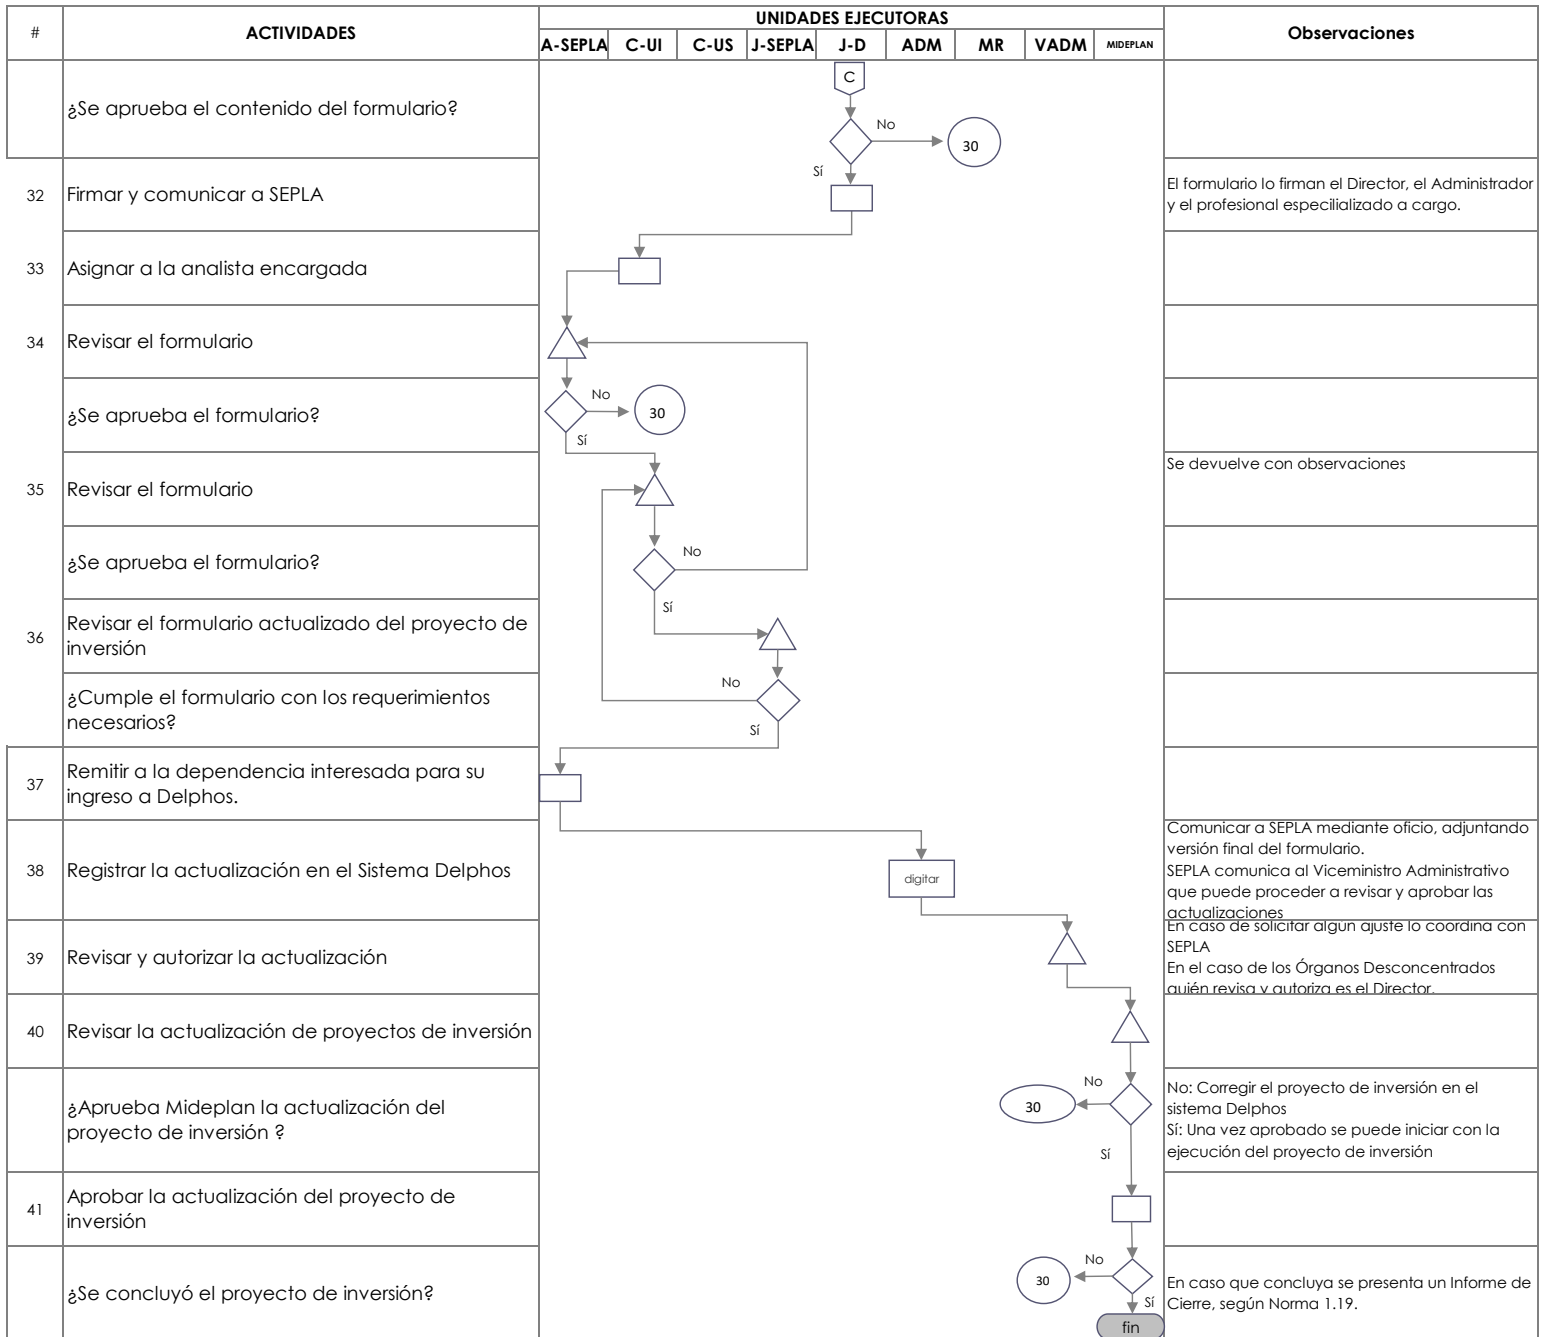 #
ACTIVIDADES
UNIDADES EJECUTORAS
Observaciones
A-SEPLA C-UI C-US J-SEPLA J-D ADM MR VADM MIDEPLAN
C
¿Se aprueba el contenido del formulario?
No
30
Sí
32 Firmar y comunicar a SEPLA
El formulario lo firman el Director, el Administrador
y el profesional especilializado a cargo.
33 Asignar a la analista encargada
34 Revisar el formulario
¿Se aprueba el formulario?
No
30
Sí
35 Revisar el formulario
Se devuelve con observaciones
¿Se aprueba el formulario?
No
Sí
36 Revisar el formulario actualizado del proyecto de
inversión
¿Cumple el formulario con los requerimientos
necesarios?
No
Sí
37 Remitir a la dependencia interesada para su
ingreso a Delphos.
38 Registrar la actualización en el Sistema Delphos
digitar
Comunicar a SEPLA mediante oficio, adjuntando
versión final del formulario.
SEPLA comunica al Viceministro Administrativo
que puede proceder a revisar y aprobar las
actualizaciones
39 Revisar y autorizar la actualización
En caso de solicitar algún ajuste lo coordina con
SEPLA
En el caso de los Órganos Desconcentrados
quién revisa y autoriza es el Director.
40 Revisar la actualización de proyectos de inversión
¿Aprueba Mideplan la actualización del
proyecto de inversión ?
No
30
Sí
No: Corregir el proyecto de inversión en el
sistema Delphos
Sí: Una vez aprobado se puede iniciar con la
ejecución del proyecto de inversión
41 Aprobar la actualización del proyecto de
inversión
¿Se concluyó el proyecto de inversión?
No
30
Sí
fin
En caso que concluya se presenta un Informe de
Cierre, según Norma 1.19.